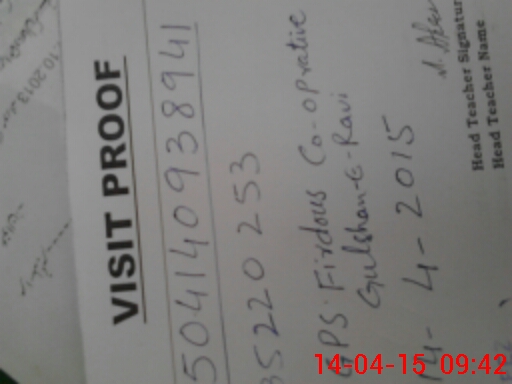 VISIT PROOF
504140938941
35220253
GPS. Firdous Co-oprative
Gulshan-E-Ravi
14-4-2015
Head Teacher Signatur
Head Teacher Name
14-04-15 09:42